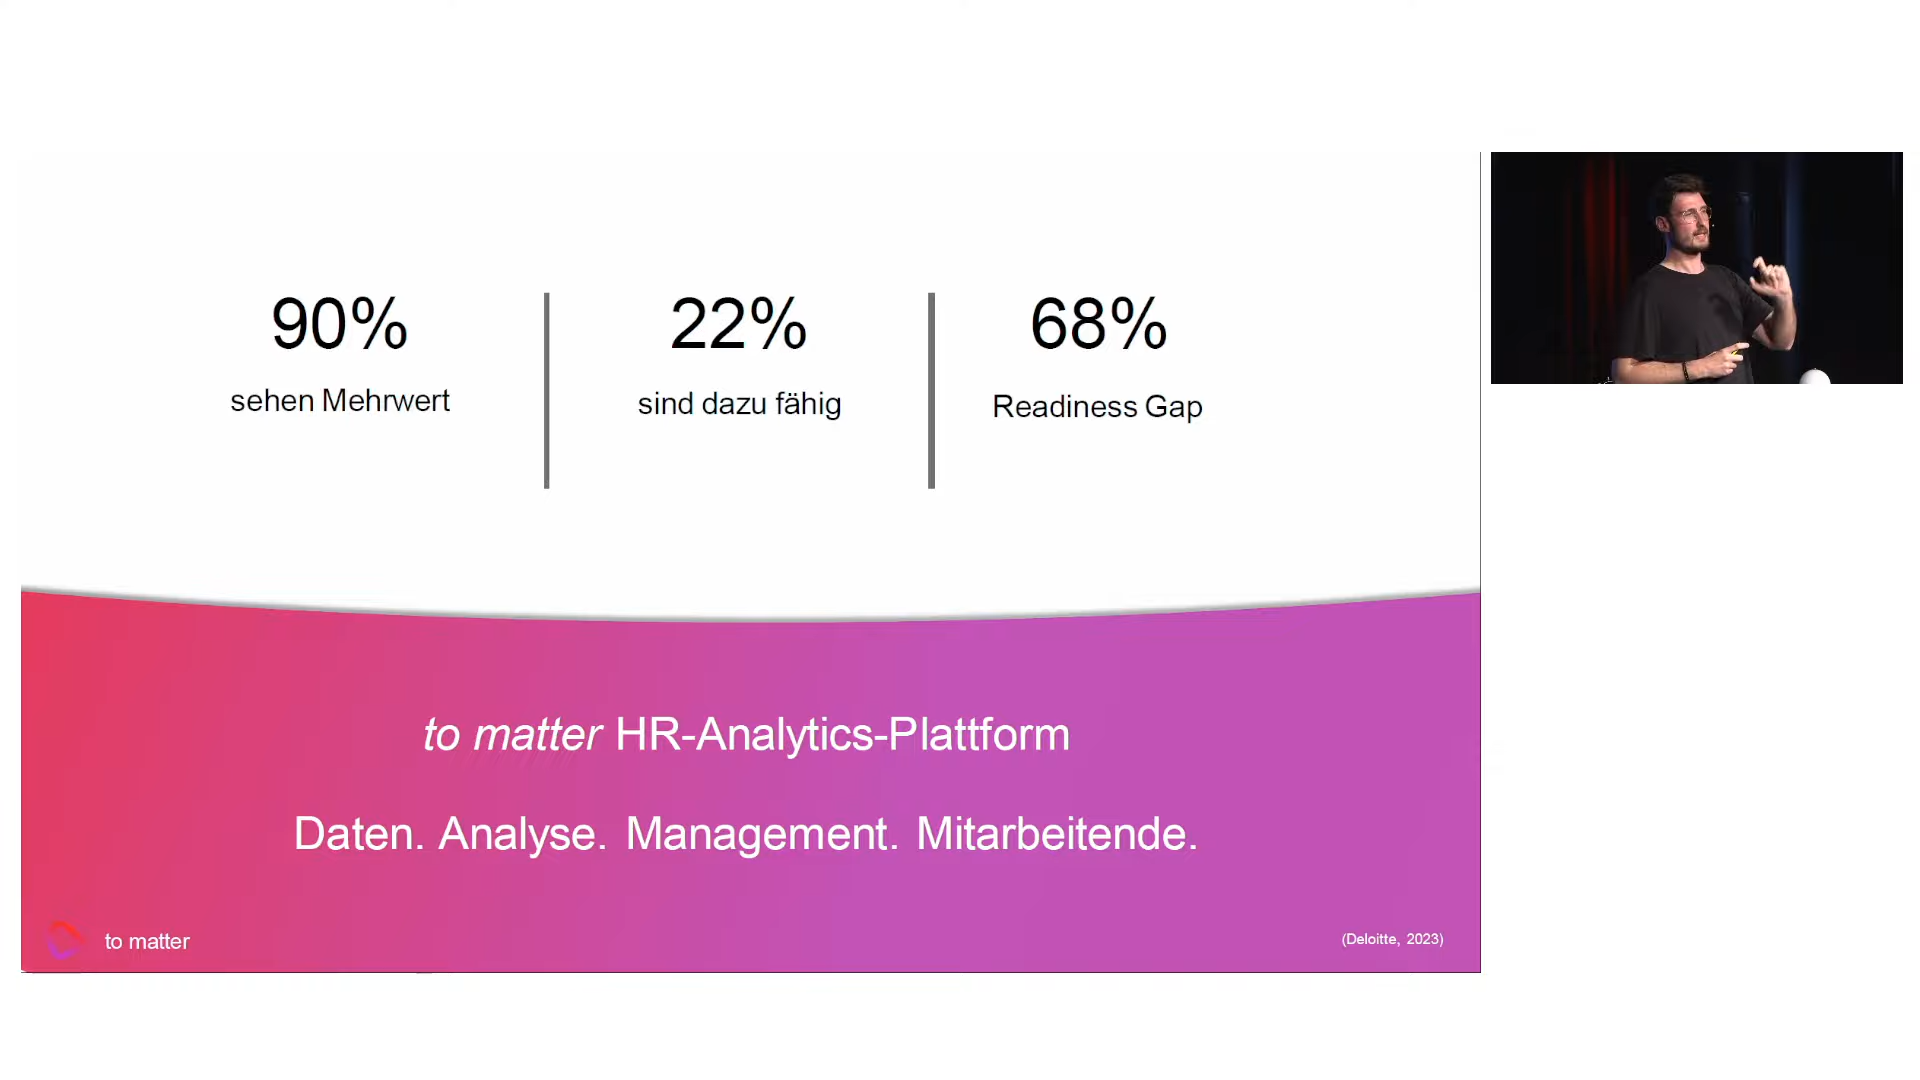 90%
sehen Mehrwert
22%
sind dazu fähig
68%
Readiness Gap
to matter HR-Analytics-Plattform
Daten. Analyse. Management. Mitarbeitende.
to matter
(Deloitte, 2023)